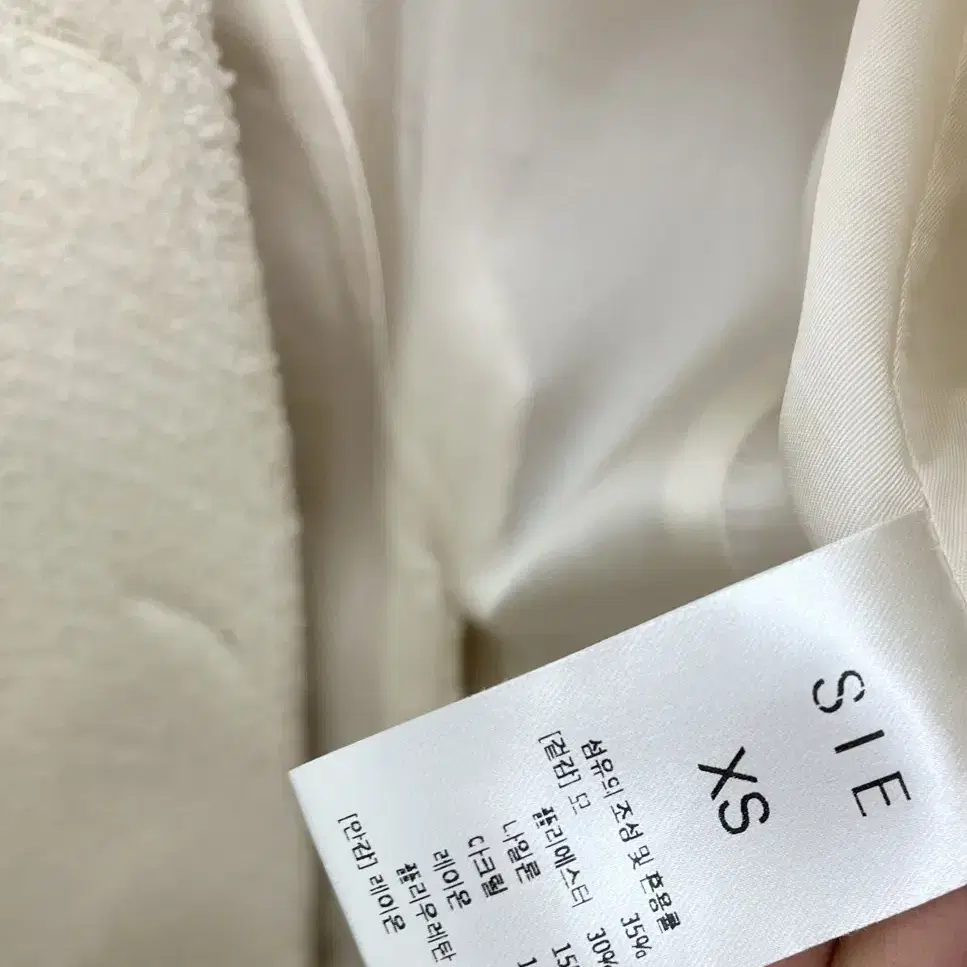 SIE
XS
섬유의 조성 및 혼용률
[겉감] 모 35%
폴리에스터 30%
나일론 15
아크릴 1
레이온
폴리우레탄
[안감] 레이온